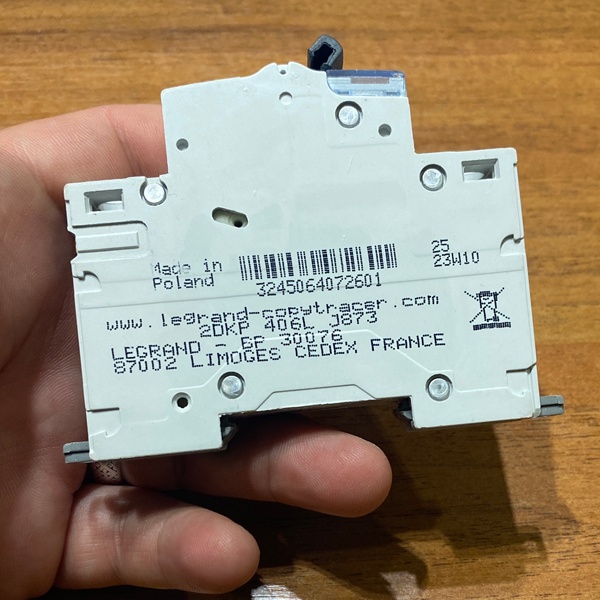 Made in
Poland
3245064072601
25
23W10
www.legrand-copytracer.com
2DKP 406L J873
LEGRAND - BP 30076
87002 LIMOGES CEDEX FRANCE